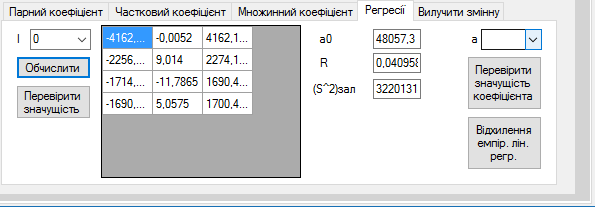 Парний коефіцієнт Частковий коефіцієнт Множинний коефіцієнт Регресії Вилучити змінну
І 0
Обчислити
Перевірити
значущість
-4162,... -0,0052 4162,1...
-2256,... 9,014 2274,1...
-1714,... -11,7865 1690,4...
-1690,... 5,0575 1700,4...
a0 48057,3
R 0,040958
(S^2)зал 3220131
a
Перевірити
значущість
коефіцієнта
Відхилення
емпір. лін.
регр.